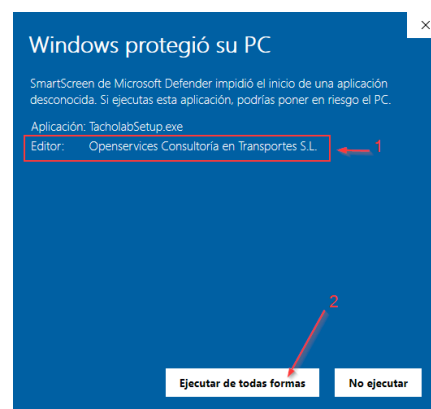 Windows protegió su PC
SmartScreen de Microsoft Defender impidió el inicio de una aplicación
desconocida. Si ejecutas esta aplicación, podrías poner en riesgo el PC.
Aplicación: TacholabSetup.exe
Editor: Openservices Consultoría en Transportes S.L.
1
2
Ejecutar de todas formas
No ejecutar